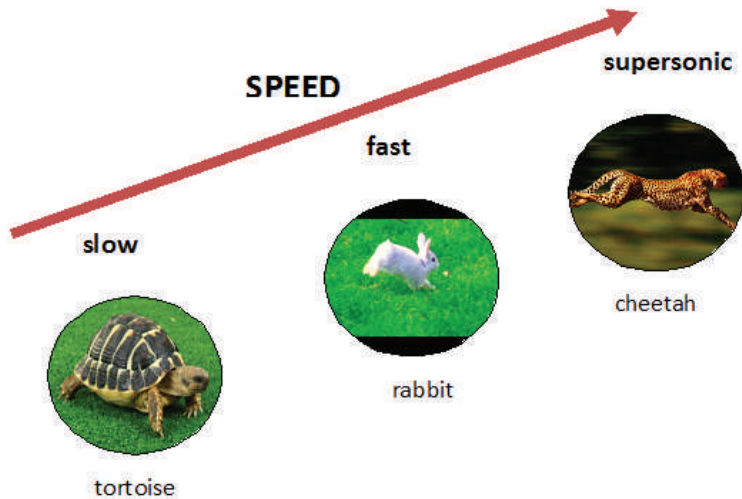 supersonic
SPEED
fast
slow
cheetah
rabbit
tortoise